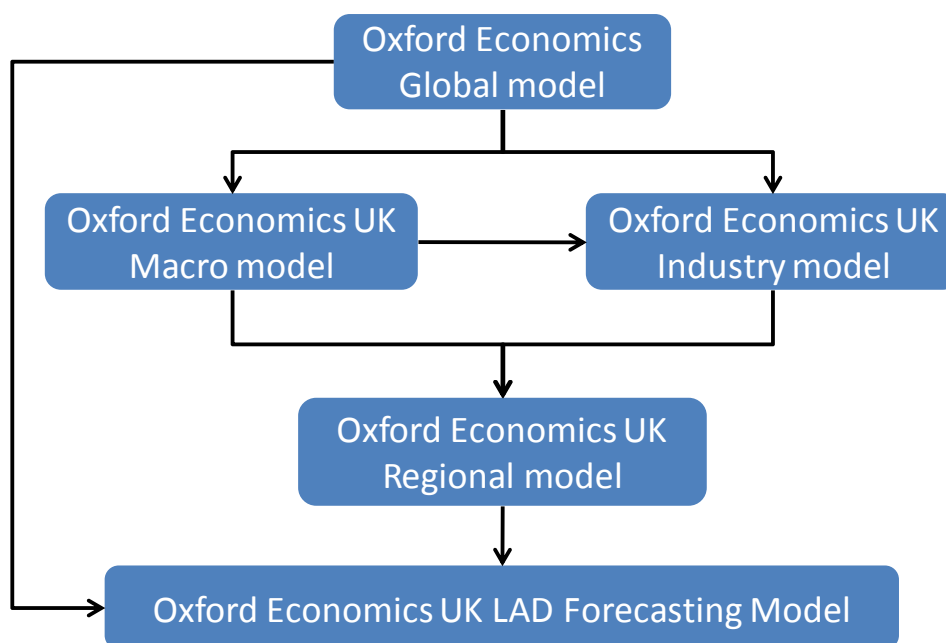 Oxford Economics
Global model
Oxford Economics UK
Macro model
Oxford Economics UK
Industry model
Oxford Economics UK
Regional model
Oxford Economics UK LAD Forecasting Model